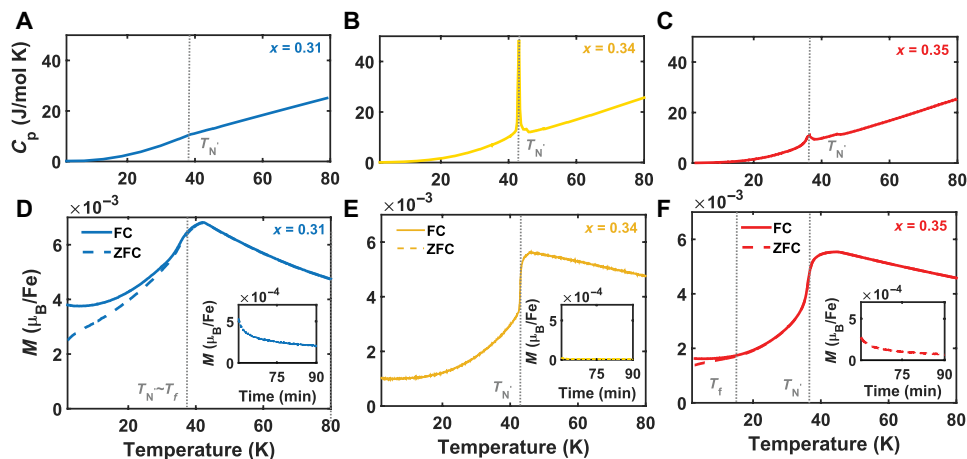 A
B
C
x = 0.31
x = 0.34
x = 0.35
C_p (J/mol K)
40
20
0
40
20
0
40
20
0
T_N'
T_N'
T_N'
20 40 60 80
20 40 60 80
20 40 60 80
D
E
F
×10⁻³
×10⁻³
×10⁻³
FC
ZFC
x = 0.31
FC
ZFC
x = 0.34
FC
ZFC
x = 0.35
M (μ_B/Fe)
6
4
2
0
6
4
2
0
6
4
2
0
×10⁻⁴
M (μ_B/Fe)
5
0
75 90
Time (min)
×10⁻⁴
M (μ_B/Fe)
5
0
75 90
Time (min)
×10⁻⁴
M (μ_B/Fe)
5
0
75 90
Time (min)
T_N'~T_f
T_N'
T_f
T_N'
20 40 60 80
20 40 60 80
20 40 60 80
Temperature (K)
Temperature (K)
Temperature (K)